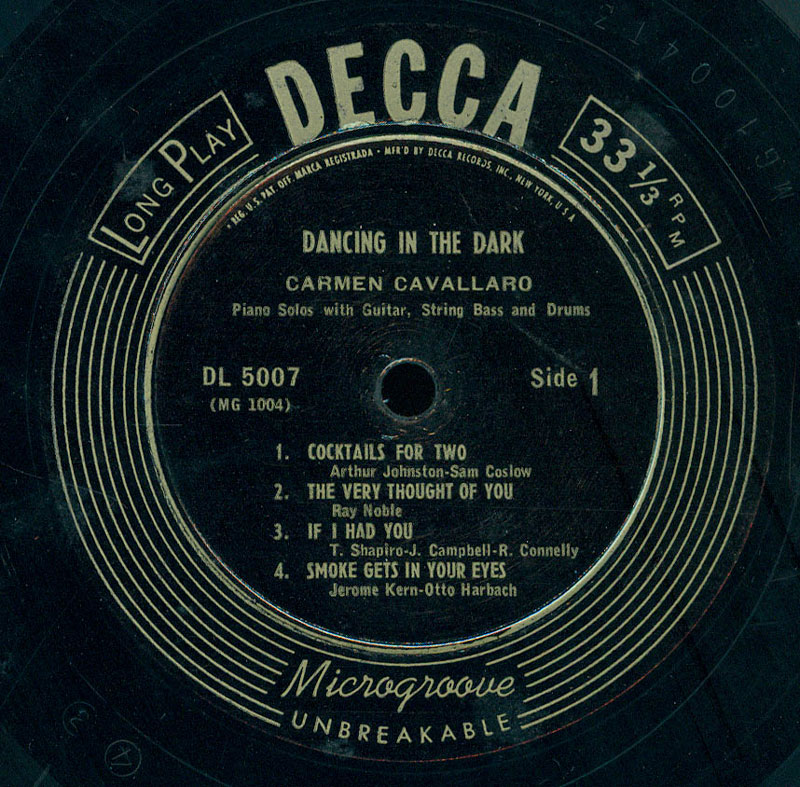 DECCA
LONG PLAY
33 1/3 RPM
• REG. U.S. PAT. OFF. MARCA REGISTRADA • MF'R'D BY DECCA RECORDS, INC., NEW YORK, U S A
DANCING IN THE DARK
CARMEN CAVALLARO
Piano Solos with Guitar, String Bass and Drums
DL 5007
Side 1
(MG 1004)
1. COCKTAILS FOR TWO
Arthur Johnston-Sam Coslow
2. THE VERY THOUGHT OF YOU
Ray Noble
3. IF I HAD YOU
T. Shapiro-J. Campbell-R. Connelly
4. SMOKE GETS IN YOUR EYES
Jerome Kern-Otto Harbach
Microgroove
UNBREAKABLE